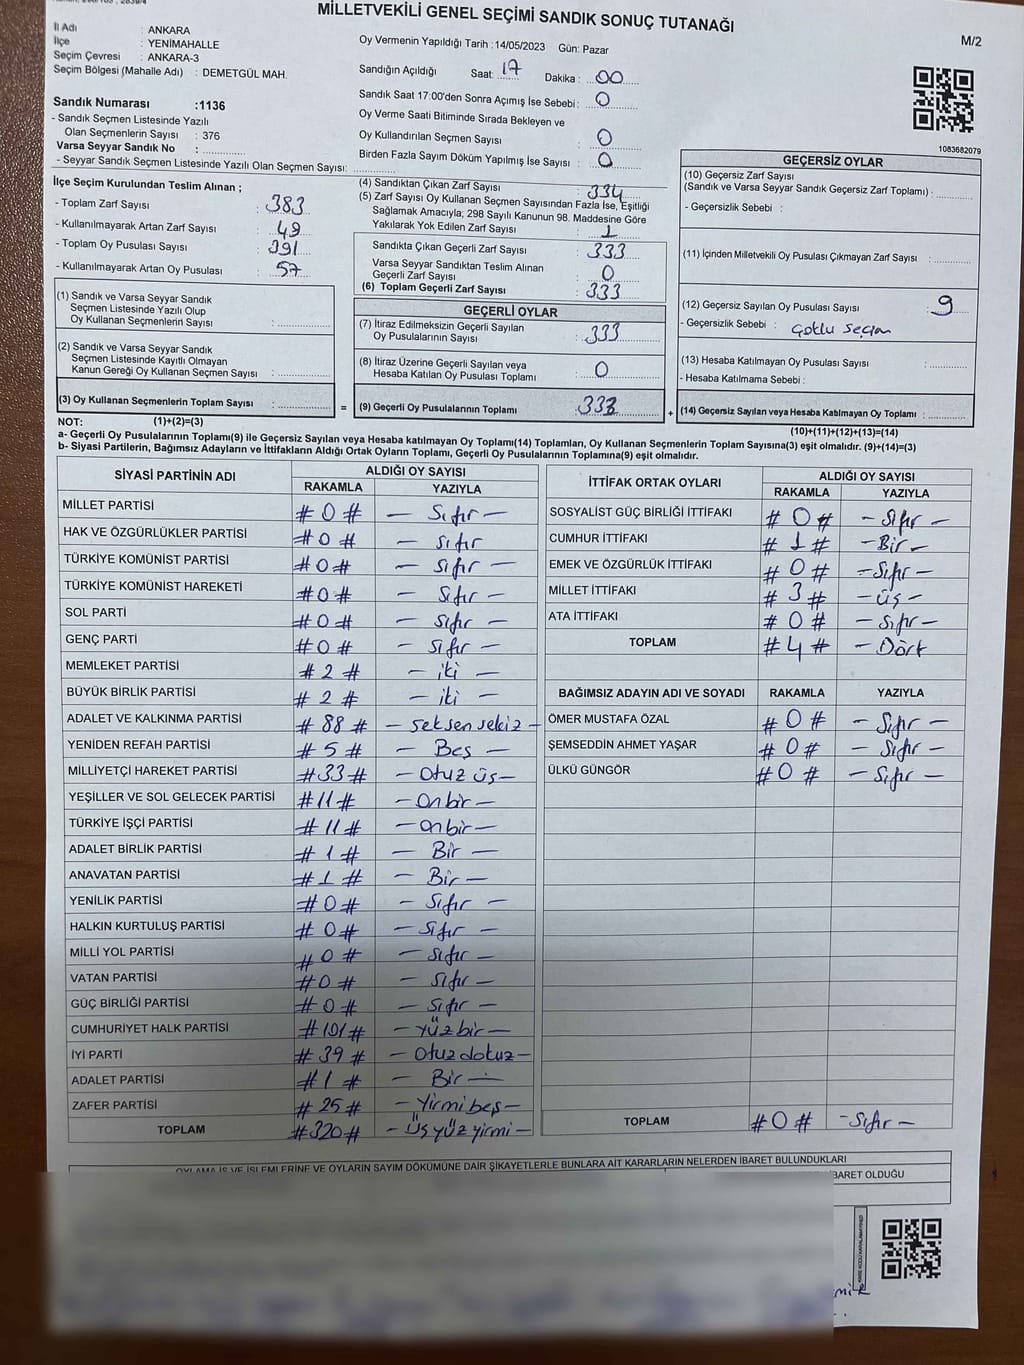 MİLLETVEKİLİ GENEL SEÇİMİ SANDIK SONUÇ TUTANAĞI
M/2
İl Adı : ANKARA
İlçe : YENİMAHALLE
Seçim Çevresi : ANKARA-3
Seçim Bölgesi (Mahalle Adı) : DEMETGÜL MAH.
Sandık Numarası :1136
- Sandık Seçmen Listesinde Yazılı
Olan Seçmenlerin Sayısı : 376
Varsa Seyyar Sandık No :
- Seyyar Sandık Seçmen Listesinde Yazılı Olan Seçmen Sayısı:
Oy Vermenin Yapıldığı Tarih :14/05/2023 Gün: Pazar
Sandığın Açıldığı Saat: 17 Dakika : 00
Sandık Saat 17:00'den Sonra Açımış İse Sebebi : 0
Oy Verme Saati Bitiminde Sırada Bekleyen ve
Oy Kullandırılan Seçmen Sayısı : 0
Birden Fazla Sayım Döküm Yapılmış İse Sayısı : 0
1083682079
İlçe Seçim Kurulundan Teslim Alınan ;
- Toplam Zarf Sayısı : 383
- Kullanılmayarak Artan Zarf Sayısı : 49
- Toplam Oy Pusulası Sayısı : 391
- Kullanılmayarak Artan Oy Pusulası : 57
(1) Sandık ve Varsa Seyyar Sandık
Seçmen Listesinde Yazılı Olup
Oy Kullanan Seçmenlerin Sayısı :
(2) Sandık ve Varsa Seyyar Sandık
Seçmen Listesinde Kayıtlı Olmayan
Kanun Gereği Oy Kullanan Seçmen Sayısı :
(3) Oy Kullanan Seçmenlerin Toplam Sayısı :
(4) Sandıktan Çıkan Zarf Sayısı : 334
(5) Zarf Sayısı Oy Kullanan Seçmen Sayısından Fazla İse, Eşitliği
Sağlamak Amacıyla; 298 Sayılı Kanunun 98. Maddesine Göre
Yakılarak Yok Edilen Zarf Sayısı : 1
Sandıkta Çıkan Geçerli Zarf Sayısı : 333
Varsa Seyyar Sandıktan Teslim Alınan
Geçerli Zarf Sayısı : 0
(6) Toplam Geçerli Zarf Sayısı : 333
GEÇERLİ OYLAR
(7) İtiraz Edilmeksizin Geçerli Sayılan
Oy Pusulalarının Sayısı : 333
(8) İtiraz Üzerine Geçerli Sayılan veya
Hesaba Katılan Oy Pusulası Toplamı : 0
= (9) Geçerli Oy Pusulalarının Toplamı : 333 +
GEÇERSİZ OYLAR
(10) Geçersiz Zarf Sayısı
(Sandık ve Varsa Seyyar Sandık Geçersiz Zarf Toplamı) :
- Geçersizlik Sebebi :
(11) İçinden Milletvekili Oy Pusulası Çıkmayan Zarf Sayısı :
(12) Geçersiz Sayılan Oy Pusulası Sayısı : 9
- Geçersizlik Sebebi : çoklu seçim
(13) Hesaba Katılmayan Oy Pusulası Sayısı :
- Hesaba Katılmama Sebebi :
(14) Geçersiz Sayılan veya Hesaba Katılmayan Oy Toplamı :
NOT: (1)+(2)=(3)
(10)+(11)+(12)+(13)=(14)
a- Geçerli Oy Pusulalarının Toplamı(9) ile Geçersiz Sayılan veya Hesaba katılmayan Oy Toplamı(14) Toplamları, Oy Kullanan Seçmenlerin Toplam Sayısına(3) eşit olmalıdır. (9)+(14)=(3)
b- Siyasi Partilerin, Bağımsız Adayların ve İttifakların Aldığı Ortak Oyların Toplamı, Geçerli Oy Pusulalarının Toplamına(9) eşit olmalıdır.
SİYASİ PARTİNİN ADI ALDIĞI OY SAYISI
RAKAMLA YAZIYLA
MİLLET PARTİSİ # 0 # – Sıfır –
HAK VE ÖZGÜRLÜKLER PARTİSİ # 0 # – Sıfır
TÜRKİYE KOMÜNİST PARTİSİ # 0 # – Sıfır –
TÜRKİYE KOMÜNİST HAREKETİ # 0 # – Sıfır –
SOL PARTİ # 0 # – Sıfır –
GENÇ PARTİ # 0 # – Sıfır –
MEMLEKET PARTİSİ # 2 # – iki –
BÜYÜK BİRLİK PARTİSİ # 2 # – iki –
ADALET VE KALKINMA PARTİSİ # 88 # – seksen sekiz –
YENİDEN REFAH PARTİSİ # 5 # – Beş –
MİLLİYETÇİ HAREKET PARTİSİ # 33 # – Otuz üç –
YEŞİLLER VE SOL GELECEK PARTİSİ # 11 # – On bir –
TÜRKİYE İŞÇİ PARTİSİ # 11 # – on bir –
ADALET BİRLİK PARTİSİ # 1 # – Bir –
ANAVATAN PARTİSİ # 1 # – Bir –
YENİLİK PARTİSİ # 0 # – Sıfır –
HALKIN KURTULUŞ PARTİSİ # 0 # – Sıfır –
MİLLİ YOL PARTİSİ # 0 # – Sıfır –
VATAN PARTİSİ # 0 # – Sıfır –
GÜÇ BİRLİĞİ PARTİSİ # 0 # – Sıfır –
CUMHURİYET HALK PARTİSİ # 101 # – Yüz bir –
İYİ PARTİ # 39 # – Otuz dokuz –
ADALET PARTİSİ # 1 # – Bir –
ZAFER PARTİSİ # 25 # – Yirmi beş –
TOPLAM # 320 # – Üç yüz yirmi –
İTTİFAK ORTAK OYLARI ALDIĞI OY SAYISI
RAKAMLA YAZIYLA
SOSYALİST GÜÇ BİRLİĞİ İTTİFAKI # 0 # – Sıfır –
CUMHUR İTTİFAKI # 1 # – Bir –
EMEK VE ÖZGÜRLÜK İTTİFAKI # 0 # – Sıfır –
MİLLET İTTİFAKI # 3 # – üç –
ATA İTTİFAKI # 0 # – Sıfır –
TOPLAM # 4 # – Dört
BAĞIMSIZ ADAYIN ADI VE SOYADI RAKAMLA YAZIYLA
ÖMER MUSTAFA ÖZAL # 0 # – Sıfır –
ŞEMSEDDİN AHMET YAŞAR # 0 # – Sıfır –
ÜLKÜ GÜNGÖR # 0 # – Sıfır –
TOPLAM # 0 # – Sıfır –
OYLAMA İŞ VE İŞLEMLERİNE VE OYLARIN SAYIM DÖKÜMÜNE DAİR ŞİKAYETLERLE BUNLARA AİT KARARLARIN NELERDEN İBARET BULUNDUKLARI
İBARET OLDUĞU